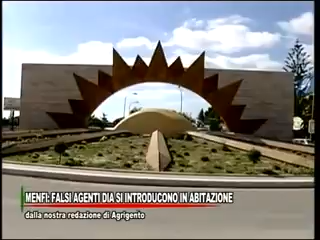 MENFI: FALSI AGENTI DIA SI INTRODUCONO IN ABITAZIONE
dalla nostra redazione di Agrigento